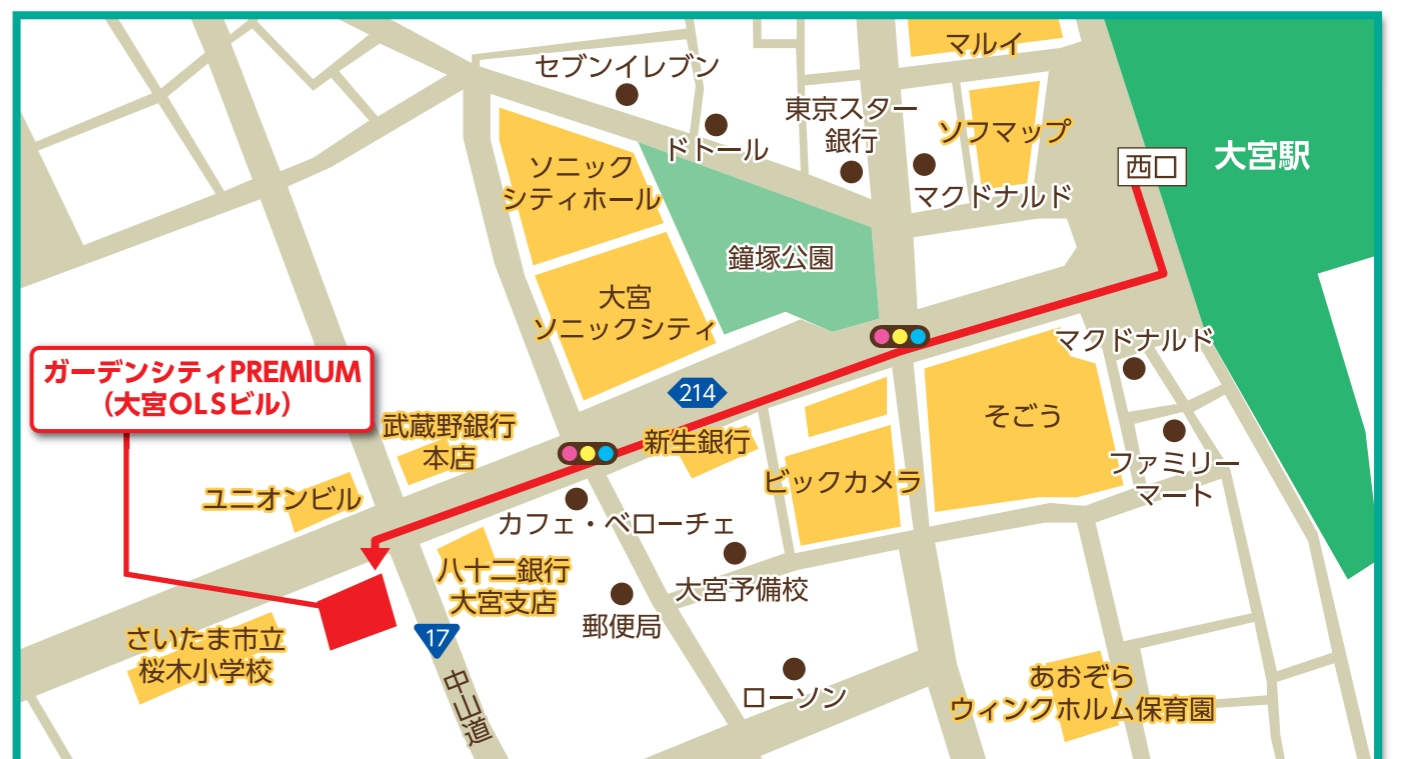 マルイ
セブンイレブン
ドトール
東京スター
銀行
ソフマップ
マクドナルド
西口
大宮駅
ソニック
シティホール
鐘塚公園
大宮
ソニックシティ
マクドナルド
ガーデンシティPREMIUM
(大宮OLSビル)
214
そごう
武蔵野銀行
本店
新生銀行
ファミリー
マート
ビックカメラ
ユニオンビル
カフェ・ベローチェ
八十二銀行
大宮支店
大宮予備校
郵便局
さいたま市立
桜木小学校
17
中山道
ローソン
あおぞら
ウィンクホルム保育園